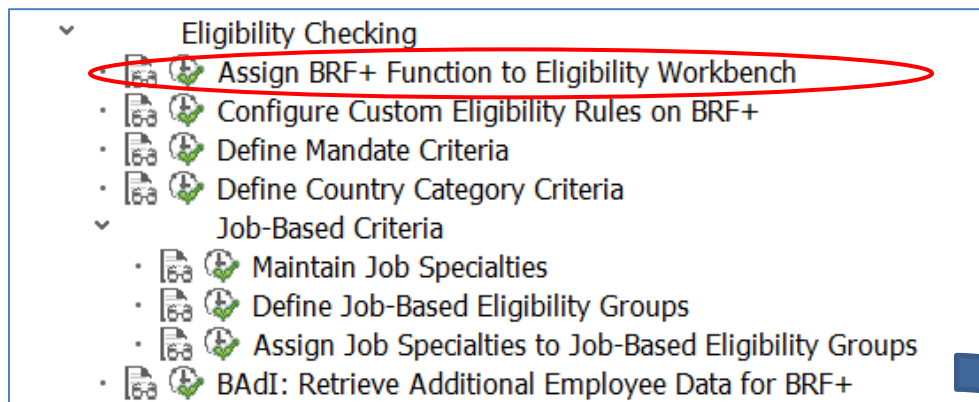 Eligibility Checking
Assign BRF+ Function to Eligibility Workbench
Configure Custom Eligibility Rules on BRF+
Define Mandate Criteria
Define Country Category Criteria
Job-Based Criteria
Maintain Job Specialties
Define Job-Based Eligibility Groups
Assign Job Specialties to Job-Based Eligibility Groups
BAdI: Retrieve Additional Employee Data for BRF+